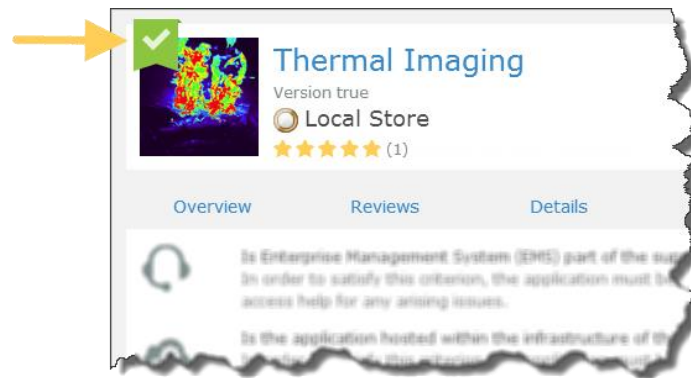 Thermal Imaging
Version true
Local Store
(1)
Overview Reviews Details
Is Enterprise Management System (EMS) part of the
In order to satisfy this criterion, the application must
access help for any arising issues.
Is the application hosted within the infrastructure of